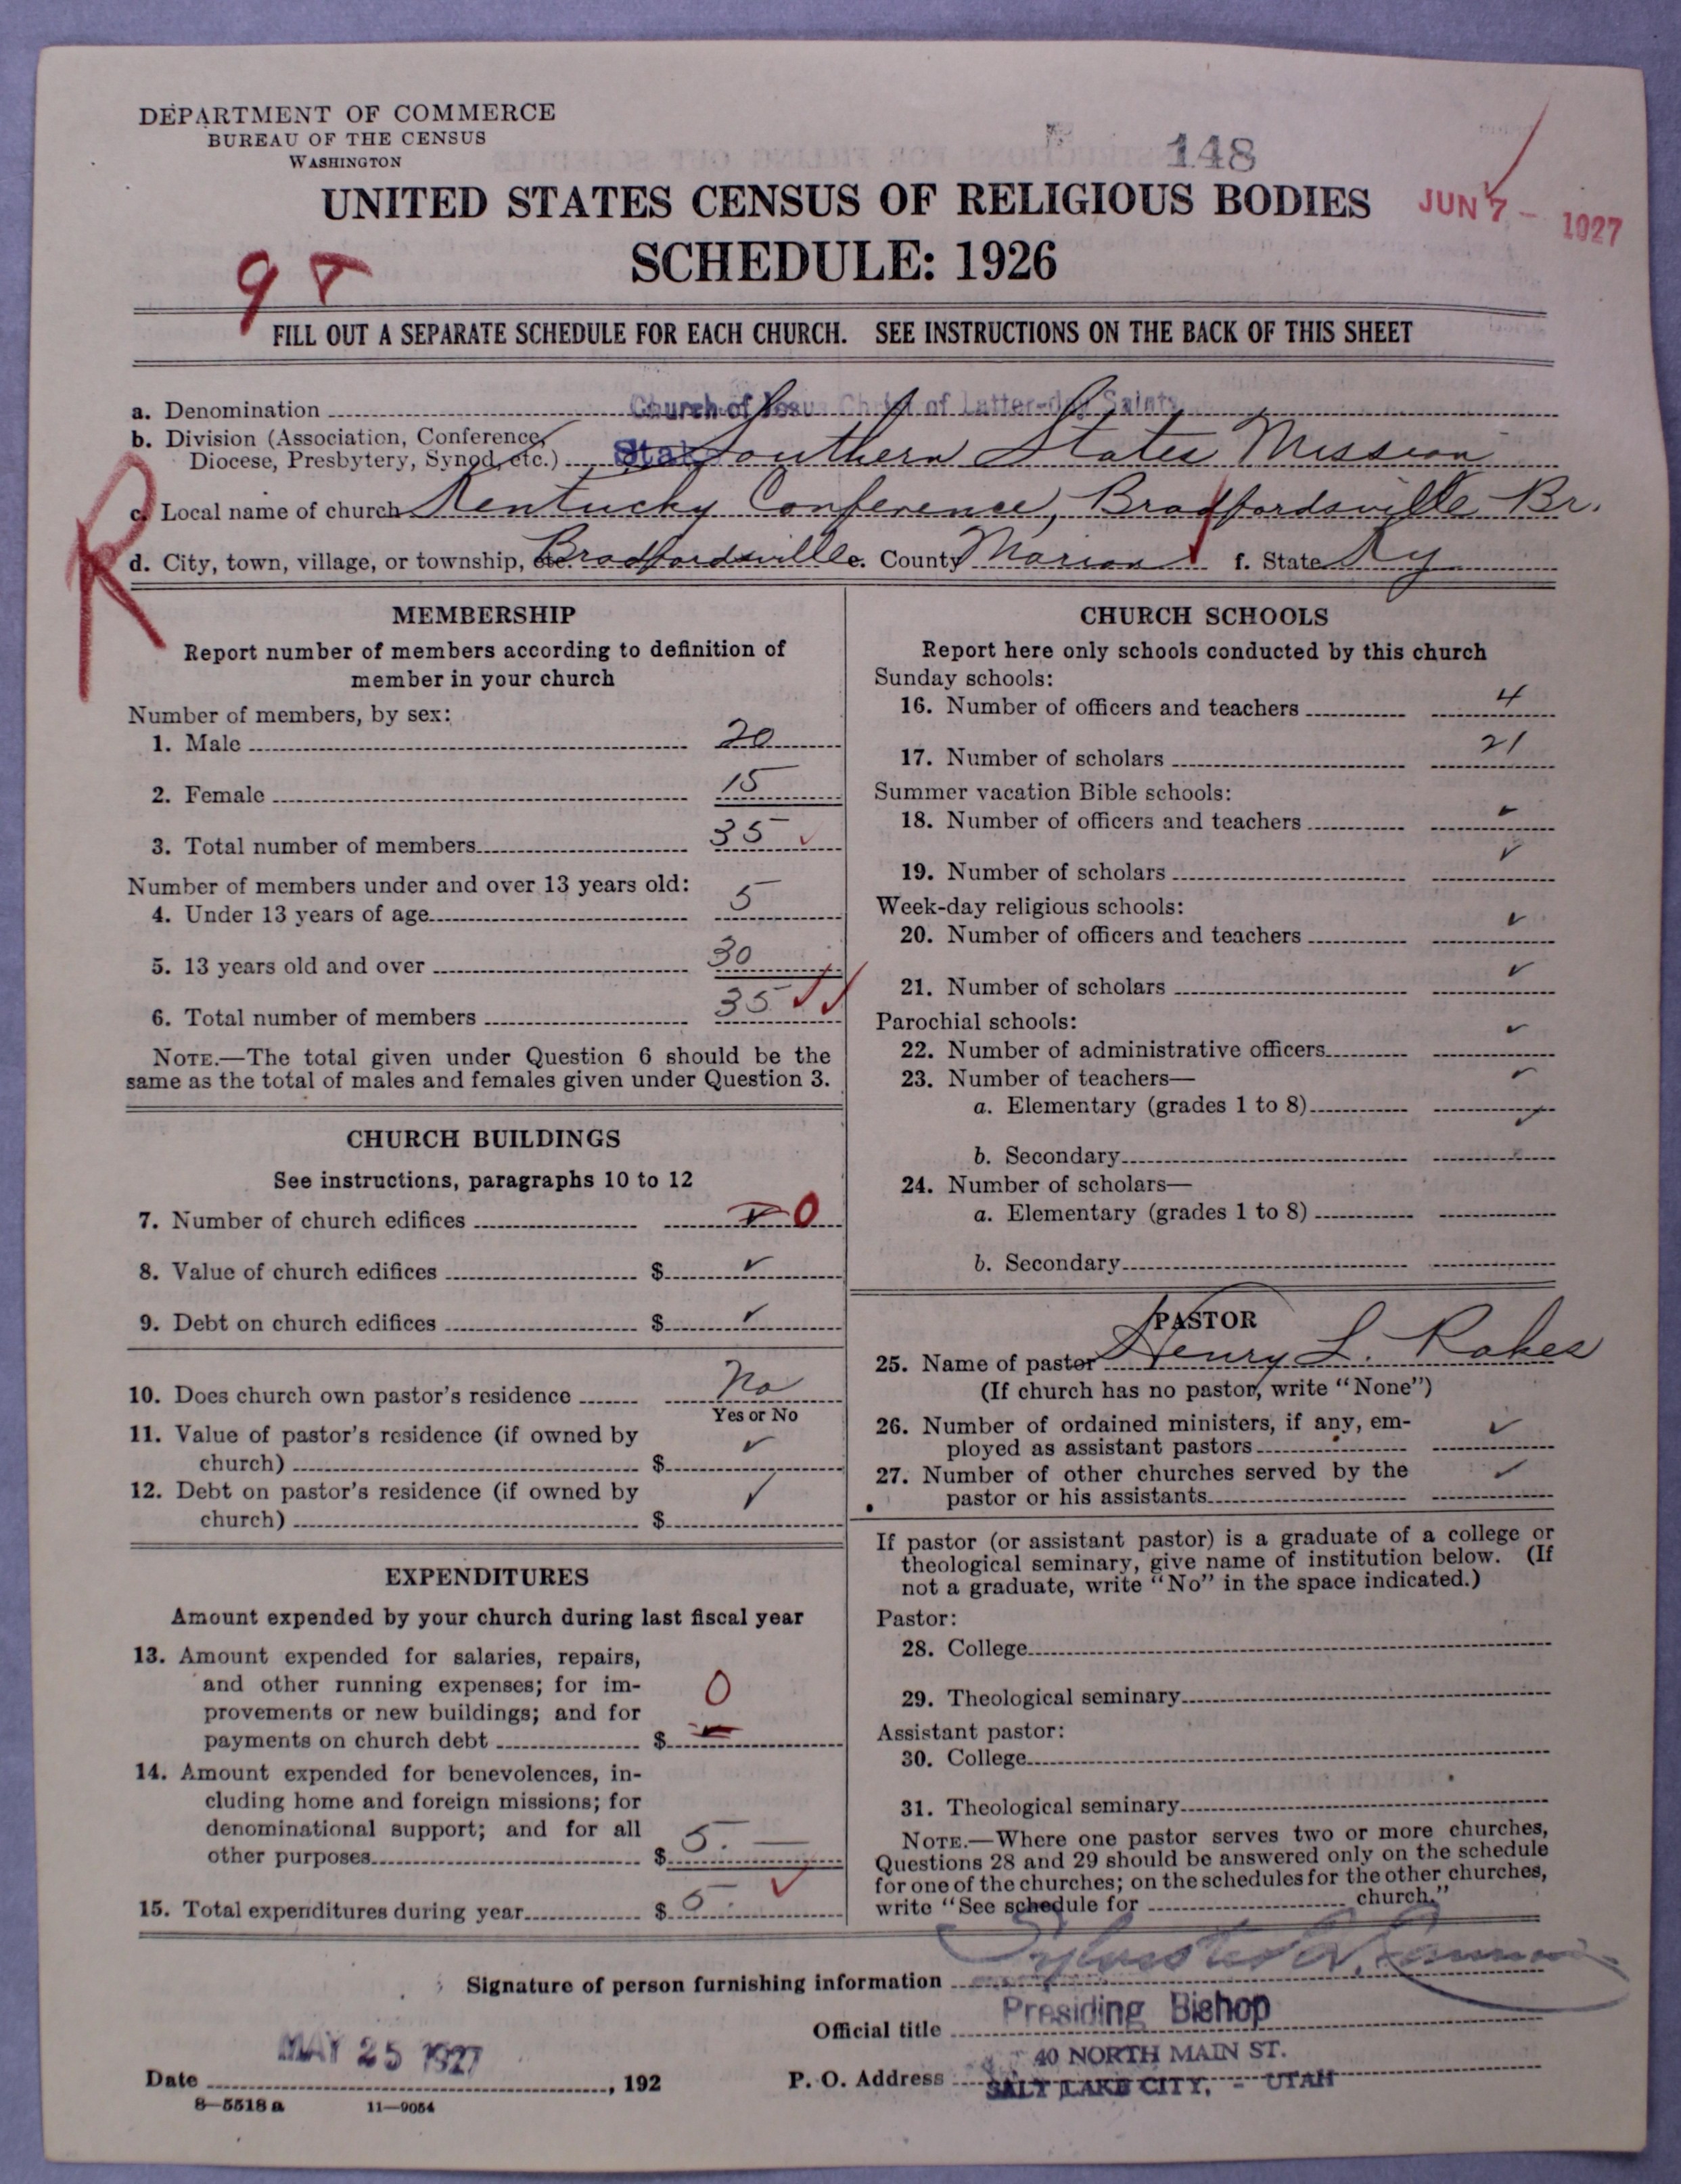 DEPARTMENT OF COMMERCE
BUREAU OF THE CENSUS
WASHINGTON
148
UNITED STATES CENSUS OF RELIGIOUS BODIES
JUN 7 - 1927
SCHEDULE: 1926
FILL OUT A SEPARATE SCHEDULE FOR EACH CHURCH. SEE INSTRUCTIONS ON THE BACK OF THIS SHEET
a. Denomination Church of Jesus Christ of Latter-day Saints
b. Division (Association, Conference, Diocese, Presbytery, Synod, etc.) Stake Southern States Mission
c. Local name of church Kentucky Conference, Bradfordsville Br.
d. City, town, village, or township, etc. Bradfordsville e. County Marion f. State Ky
R
MEMBERSHIP
Report number of members according to definition of
member in your church
Number of members, by sex:
1. Male 20
2. Female 15
3. Total number of members 35 ✓
Number of members under and over 13 years old:
4. Under 13 years of age 5
5. 13 years old and over 30
6. Total number of members 35 ✓✓
NOTE.—The total given under Question 6 should be the
same as the total of males and females given under Question 3.
CHURCH BUILDINGS
See instructions, paragraphs 10 to 12
7. Number of church edifices 0
8. Value of church edifices $ ✓
9. Debt on church edifices $ ✓
10. Does church own pastor's residence No
Yes or No
11. Value of pastor's residence (if owned by
church) $ ✓
12. Debt on pastor's residence (if owned by
church) $ ✓
EXPENDITURES
Amount expended by your church during last fiscal year
13. Amount expended for salaries, repairs,
and other running expenses; for im-
provements or new buildings; and for
payments on church debt $ 0
14. Amount expended for benevolences, in-
cluding home and foreign missions; for
denominational support; and for all
other purposes $ 5. —
15. Total expenditures during year $ 5. ✓
CHURCH SCHOOLS
Report here only schools conducted by this church
Sunday schools:
16. Number of officers and teachers 4
17. Number of scholars 21
Summer vacation Bible schools:
18. Number of officers and teachers ✓
19. Number of scholars ✓
Week-day religious schools:
20. Number of officers and teachers ✓
21. Number of scholars ✓
Parochial schools:
22. Number of administrative officers ✓
23. Number of teachers— ✓
a. Elementary (grades 1 to 8) ✓
b. Secondary
24. Number of scholars—
a. Elementary (grades 1 to 8)
b. Secondary
PASTOR
25. Name of pastor Henry L. Rakes
(If church has no pastor, write "None")
26. Number of ordained ministers, if any, em-
ployed as assistant pastors ✓
27. Number of other churches served by the
pastor or his assistants ✓
If pastor (or assistant pastor) is a graduate of a college or
theological seminary, give name of institution below. (If
not a graduate, write "No" in the space indicated.)
Pastor:
28. College
29. Theological seminary
Assistant pastor:
30. College
31. Theological seminary
NOTE.—Where one pastor serves two or more churches,
Questions 28 and 29 should be answered only on the schedule
for one of the churches; on the schedules for the other churches,
write "See schedule for church."
Signature of person furnishing information Sylvester Q. Cannon
Official title Presiding Bishop
Date MAY 25 1927, 192
P. O. Address 40 NORTH MAIN ST.
SALT LAKE CITY, - UTAH
8—5518 a 11—9054